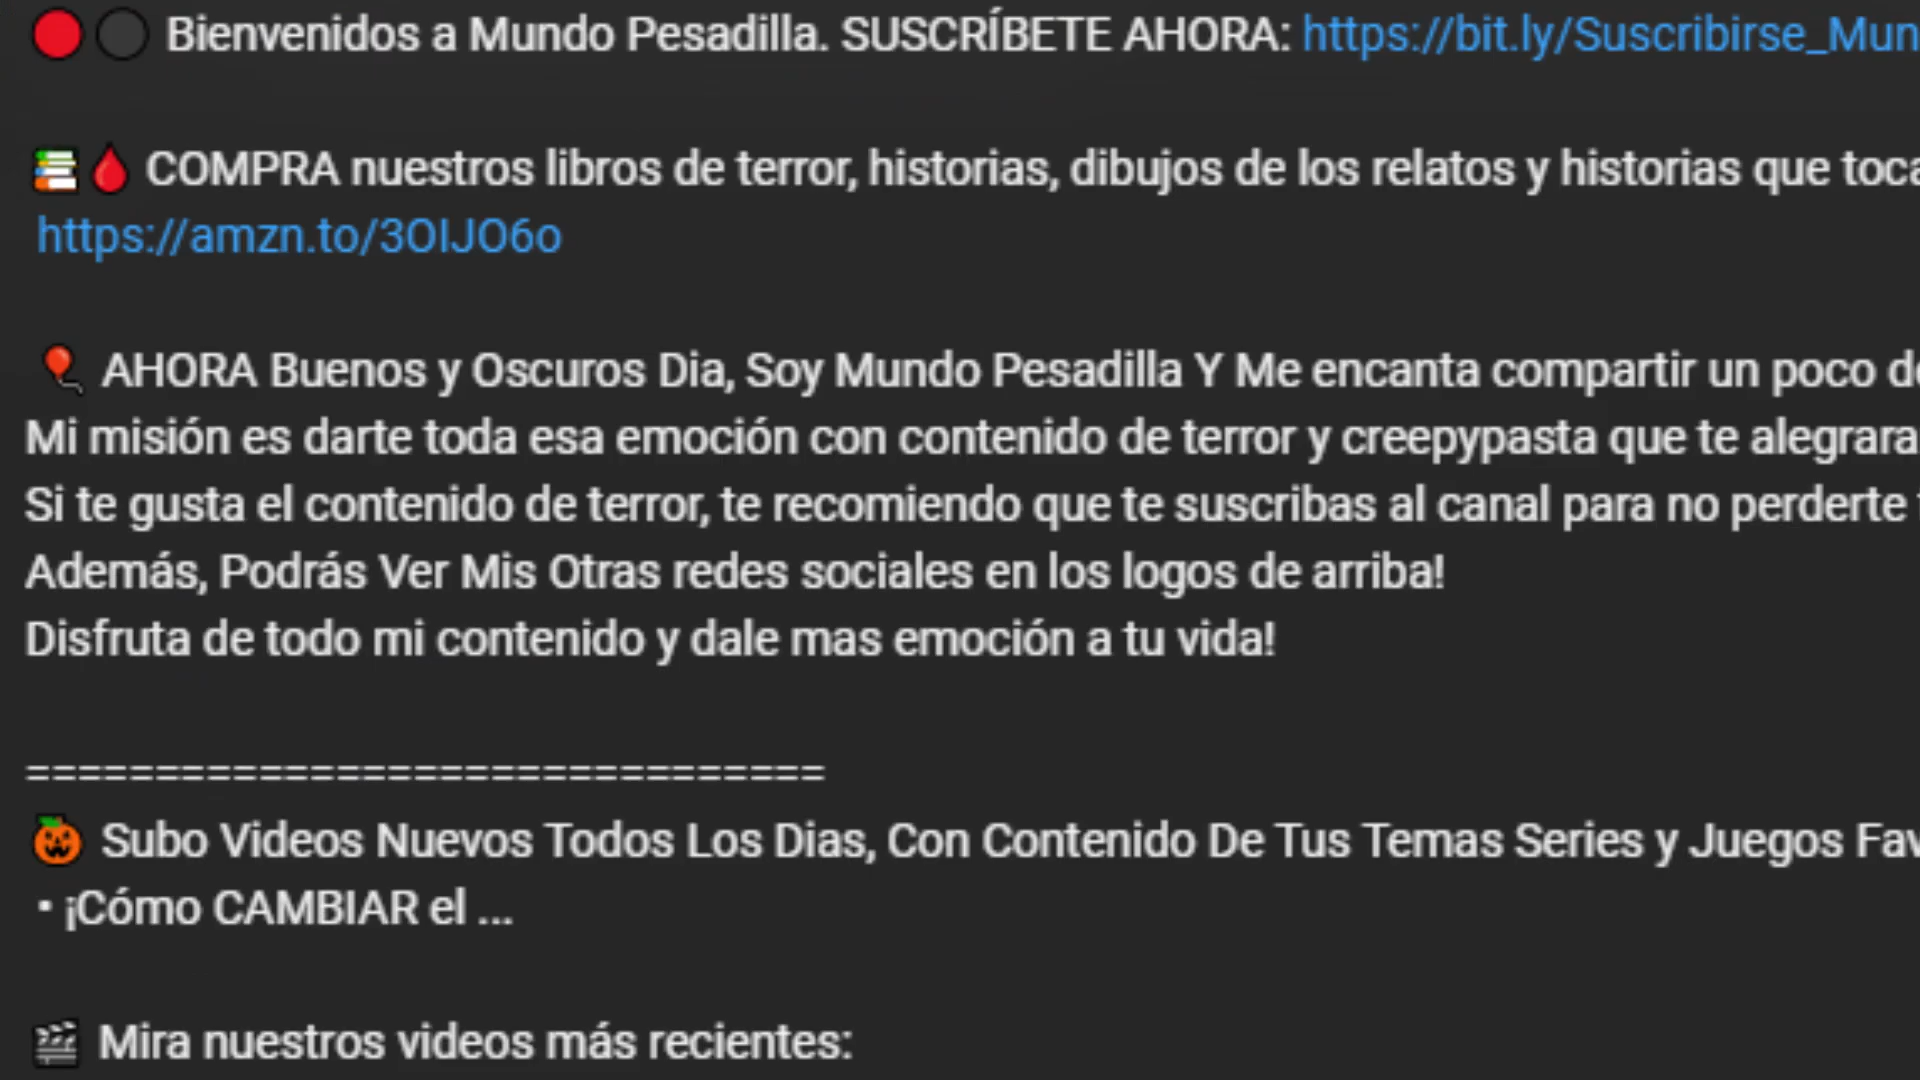 🔴⚫ Bienvenidos a Mundo Pesadilla. SUSCRÍBETE AHORA: https://bit.ly/Suscribirse_Mun
📚🩸 COMPRA nuestros libros de terror, historias, dibujos de los relatos y historias que toca
https://amzn.to/3OIJO6o
🎈 AHORA Buenos y Oscuros Dia, Soy Mundo Pesadilla Y Me encanta compartir un poco de
Mi misión es darte toda esa emoción con contenido de terror y creepypasta que te alegrara
Si te gusta el contenido de terror, te recomiendo que te suscribas al canal para no perderte
Además, Podrás Ver Mis Otras redes sociales en los logos de arriba!
Disfruta de todo mi contenido y dale mas emoción a tu vida!
===============================
🎃 Subo Videos Nuevos Todos Los Dias, Con Contenido De Tus Temas Series y Juegos Fav
▪ ¡Cómo CAMBIAR el ...
🎬 Mira nuestros videos más recientes: